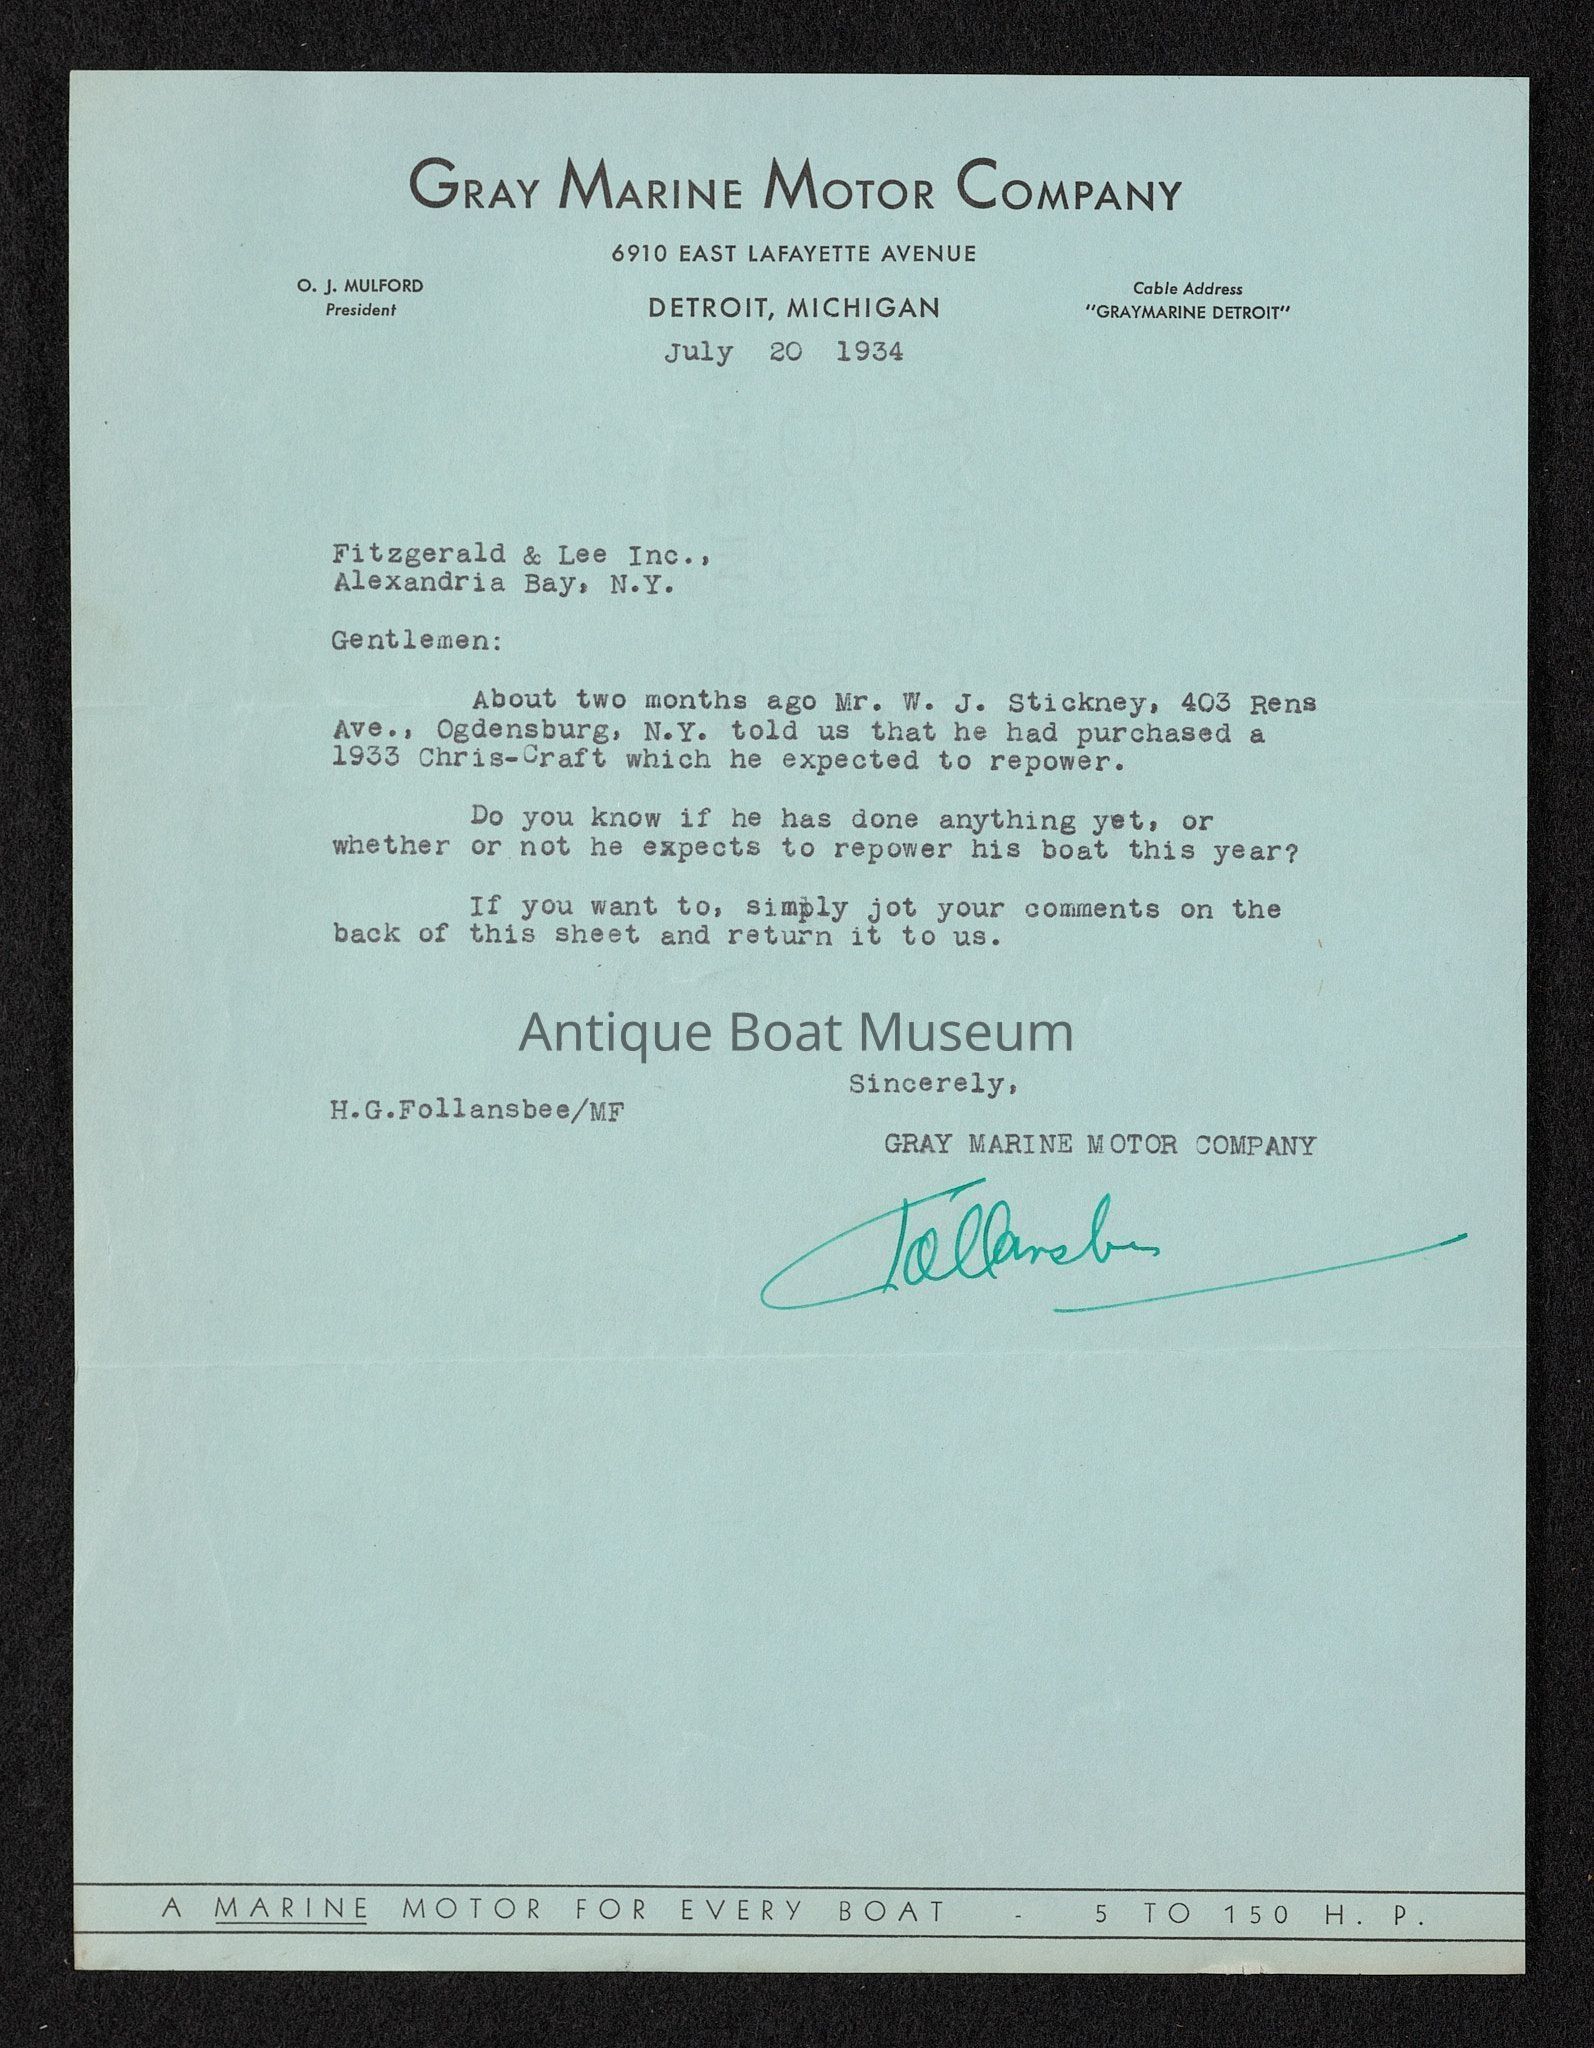 GRAY MARINE MOTOR COMPANY
6910 EAST LAFAYETTE AVENUE
O. J. MULFORD
President
DETROIT, MICHIGAN
Cable Address
"GRAYMARINE DETROIT"
July 20 1934
Fitzgerald & Lee Inc.,
Alexandria Bay, N.Y.
Gentlemen:
About two months ago Mr. W. J. Stickney, 403 Rens
Ave., Ogdensburg, N.Y. told us that he had purchased a
1933 Chris-Craft which he expected to repower.
Do you know if he has done anything yet, or
whether or not he expects to repower his boat this year?
If you want to, simply jot your comments on the
back of this sheet and return it to us.
Antique Boat Museum
Sincerely,
H.G.Follansbee/MF
GRAY MARINE MOTOR COMPANY
Follansbee
A MARINE MOTOR FOR EVERY BOAT - 5 TO 150 H. P.